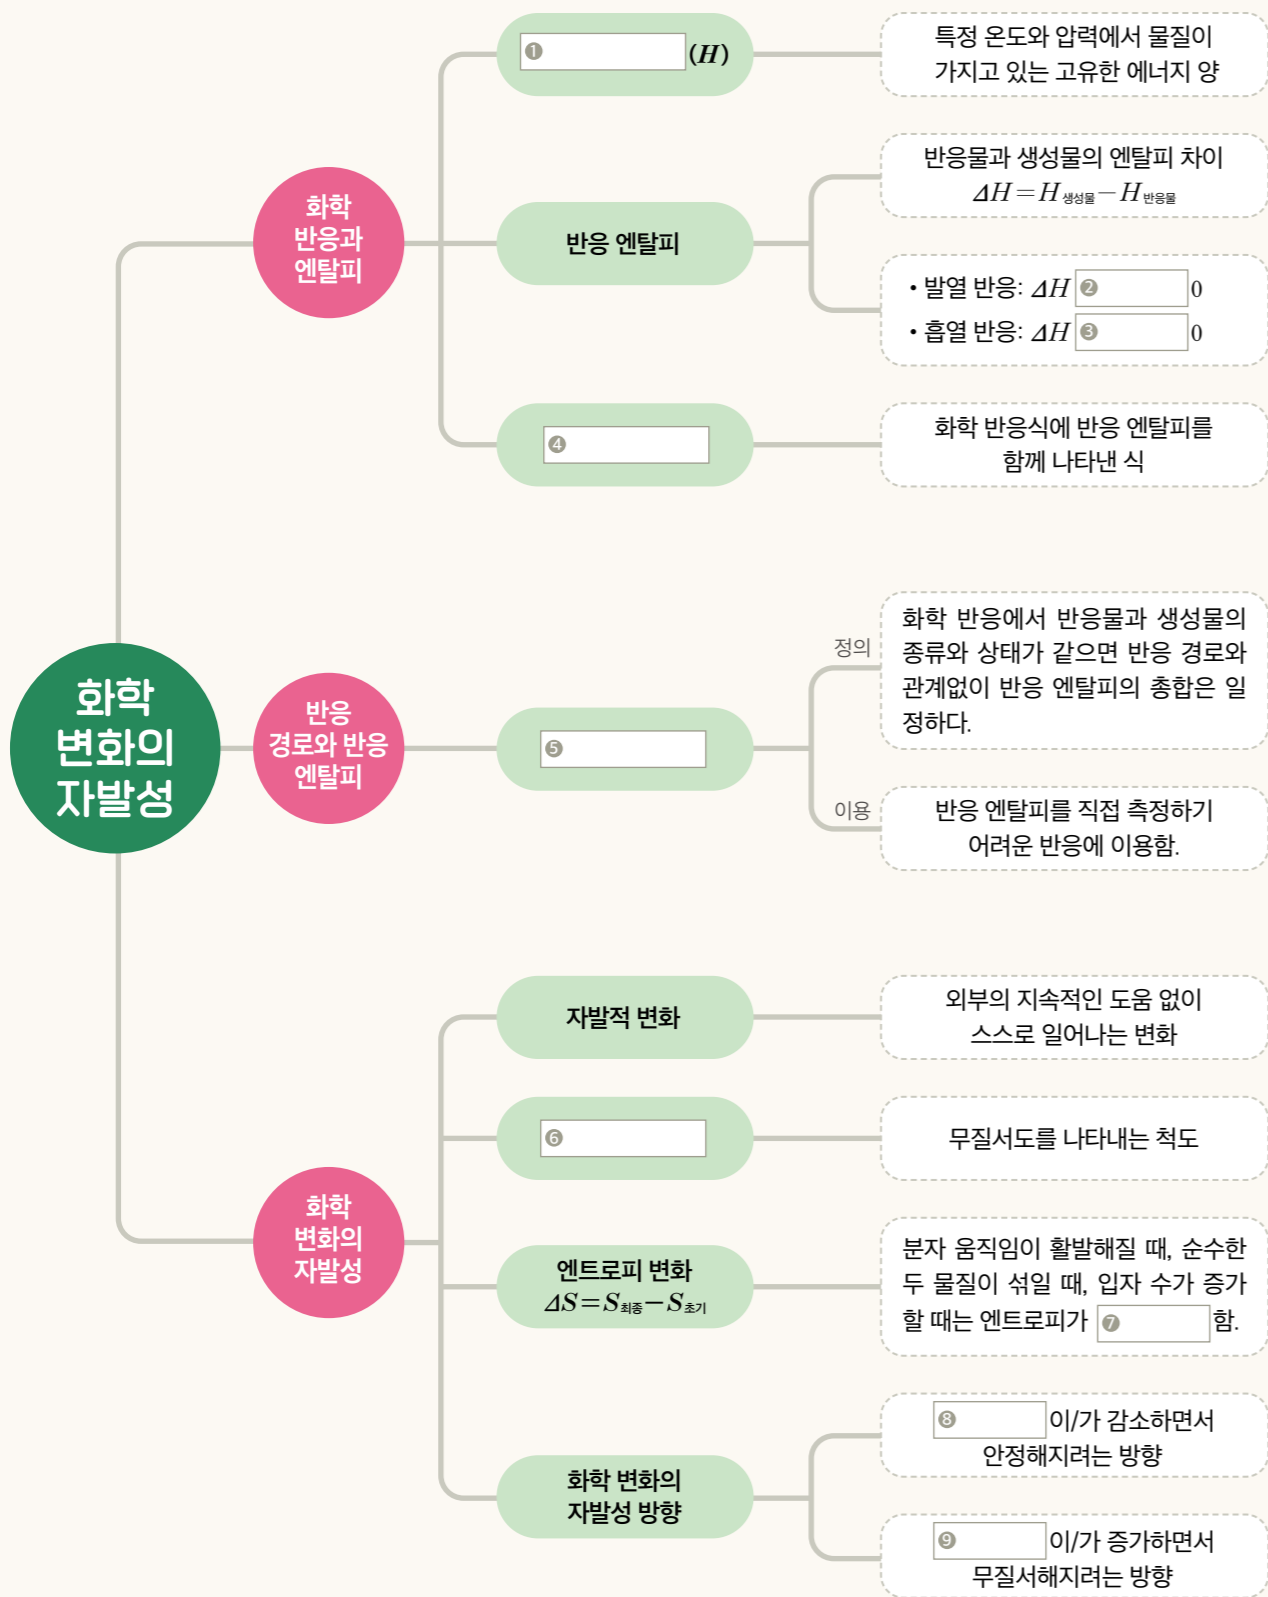 화학
변화의
자발성
화학
반응과
엔탈피
❶ (H)
특정 온도와 압력에서 물질이
가지고 있는 고유한 에너지 양
반응 엔탈피
반응물과 생성물의 엔탈피 차이
ΔH=H생성물−H반응물
• 발열 반응: ΔH ❷ 0
• 흡열 반응: ΔH ❸ 0
❹
화학 반응식에 반응 엔탈피를
함께 나타낸 식
반응
경로와 반응
엔탈피
❺
정의
화학 반응에서 반응물과 생성물의
종류와 상태가 같으면 반응 경로와
관계없이 반응 엔탈피의 총합은 일
정하다.
이용
반응 엔탈피를 직접 측정하기
어려운 반응에 이용함.
화학
변화의
자발성
자발적 변화
외부의 지속적인 도움 없이
스스로 일어나는 변화
❻
무질서도를 나타내는 척도
엔트로피 변화
ΔS=S최종−S초기
분자 움직임이 활발해질 때, 순수한
두 물질이 섞일 때, 입자 수가 증가
할 때는 엔트로피가 ❼ 함.
화학 변화의
자발성 방향
❽ 이/가 감소하면서
안정해지려는 방향
❾ 이/가 증가하면서
무질서해지려는 방향